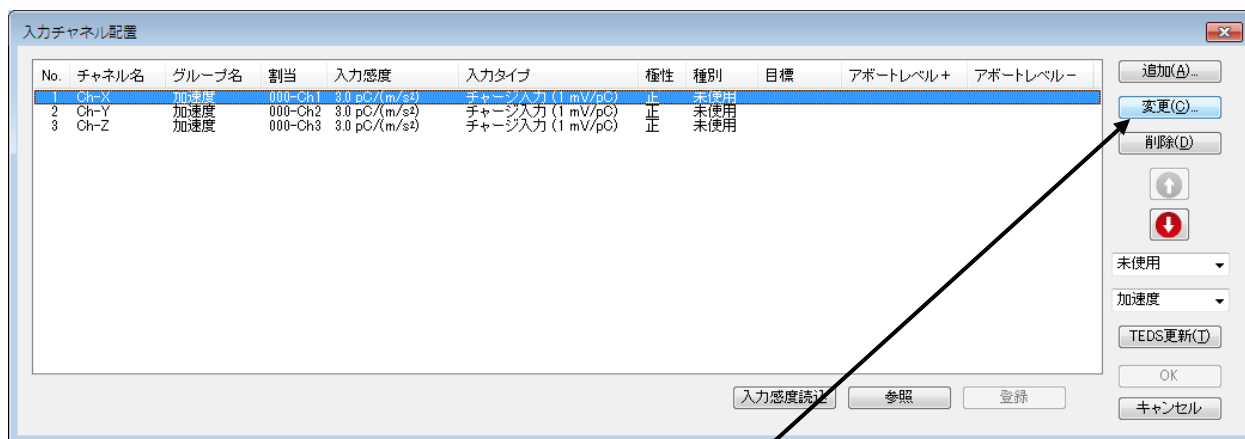 入力チャネル配置
No. チャネル名 グループ名 割当 入力感度 入力タイプ 極性 種別 目標 アボートレベル+ アボートレベル-
1 Ch-X 加速度 000-Ch1 3.0 pC/(m/s²) チャージ入力 (1 mV/pC) 正 未使用
2 Ch-Y 加速度 000-Ch2 3.0 pC/(m/s²) チャージ入力 (1 mV/pC) 正 未使用
3 Ch-Z 加速度 000-Ch3 3.0 pC/(m/s²) チャージ入力 (1 mV/pC) 正 未使用
追加(A)...
変更(C)...
削除(D)
未使用
加速度
TEDS更新(T)
OK
キャンセル
入力感度読込 参照 登録